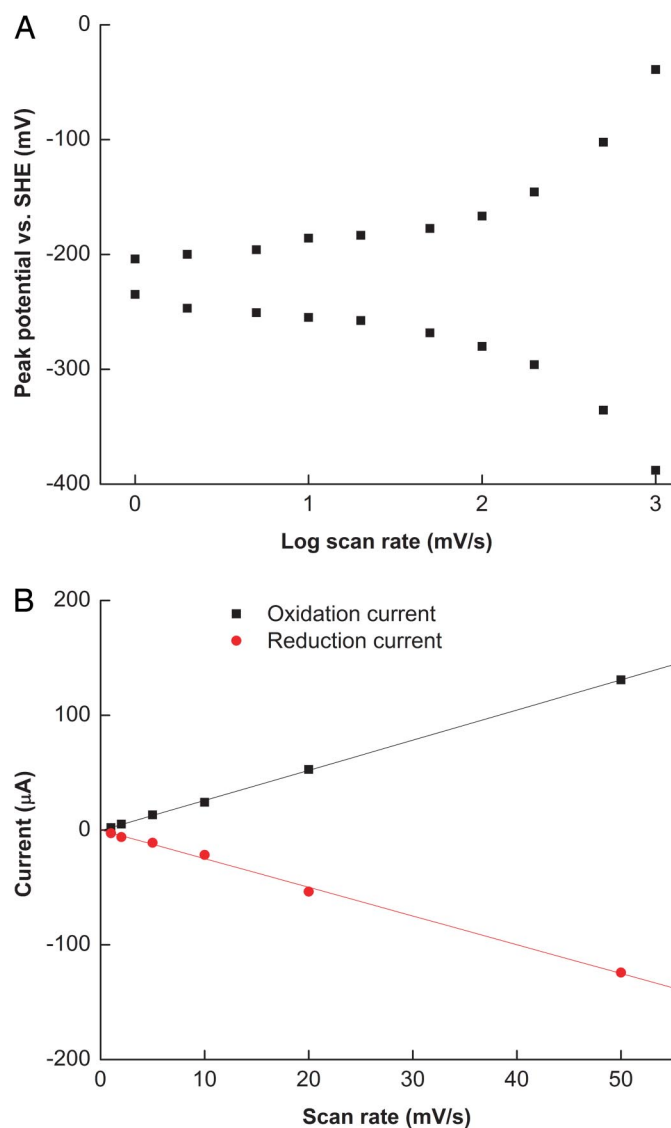 A
0
-100
-200
-300
-400
Peak potential vs. SHE (mV)
0 1 2 3
Log scan rate (mV/s)
B
200
100
0
-100
-200
Current (μA)
Oxidation current
Reduction current
0 10 20 30 40 50
Scan rate (mV/s)